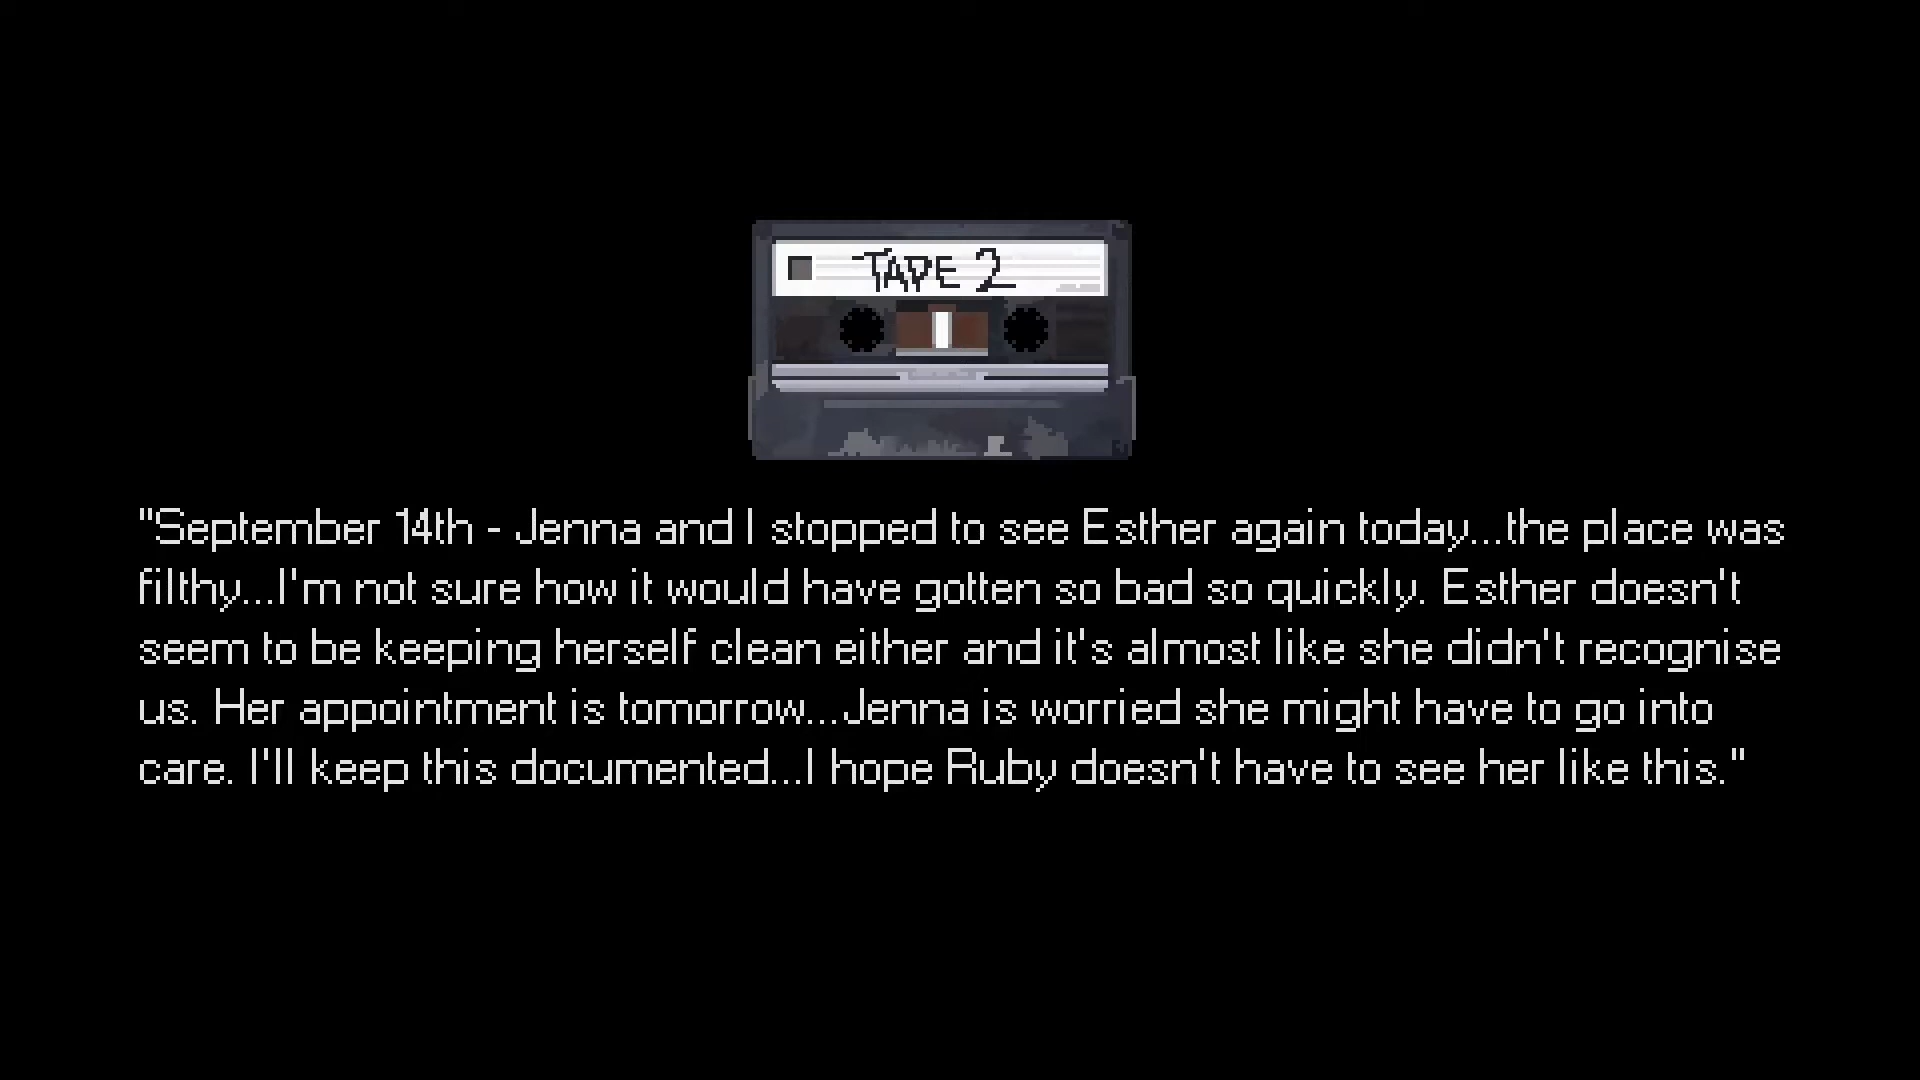 TAPE 2
"September 14th - Jenna and I stopped to see Esther again today...the place was
filthy...I'm not sure how it would have gotten so bad so quickly. Esther doesn't
seem to be keeping herself clean either and it's almost like she didn't recognise
us. Her appointment is tomorrow...Jenna is worried she might have to go into
care. I'll keep this documented...I hope Ruby doesn't have to see her like this."